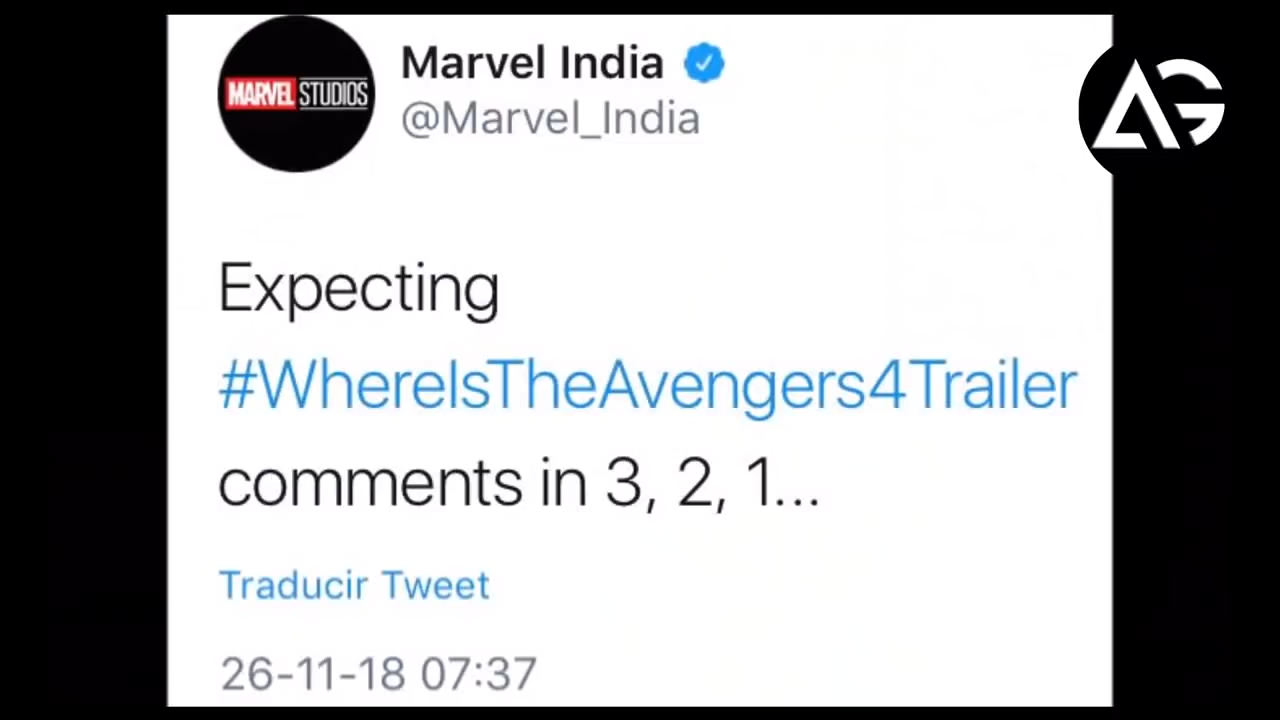 MARVEL STUDIOS
Marvel India
@Marvel_India
AG
Expecting
#WhereIsTheAvengers4Trailer
comments in 3, 2, 1...
Traducir Tweet
26-11-18 07:37